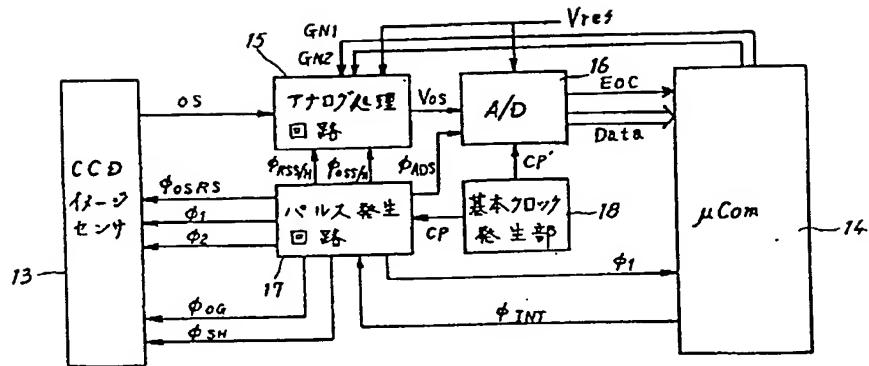 GN1
GN2
Vres
15
アナログ処理
回路
OS
Vos
16
A/D
EOC
Data
μCom
14
CCD
イメージ
センサ
13
φRSS/H
φOSS/H
φADS
CP'
φOSRS
φ1
φ2
パルス発生
回路
17
CP
基本クロック
発生部
18
φ1
φINT
φOG
φSH